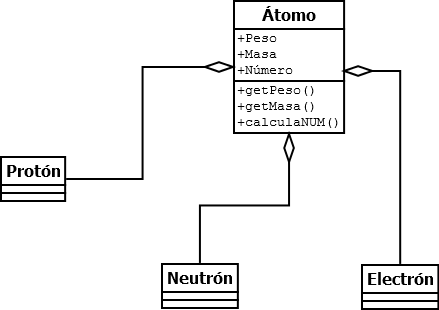 Átomo
+Peso
+Masa
+Número
+getPeso()
+getMasa()
+calculaNUM()
Protón
Neutrón
Electrón